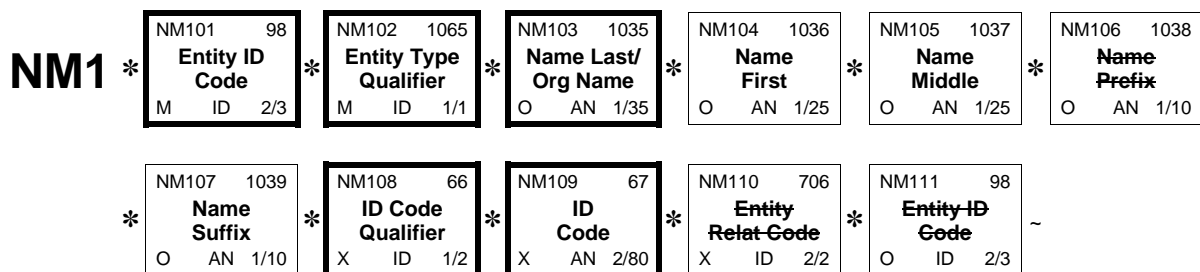 NM101 98 NM102 1065 NM103 1035 NM104 1036 NM105 1037 NM106 1038
NM1 * Entity ID * Entity Type * Name Last/ * Name * Name * Name
Code Qualifier Org Name First Middle Prefix
M ID 2/3 M ID 1/1 O AN 1/35 O AN 1/25 O AN 1/25 O AN 1/10
NM107 1039 NM108 66 NM109 67 NM110 706 NM111 98
* Name * ID Code * ID * Entity * Entity ID ~
Suffix Qualifier Code Relat Code Code
O AN 1/10 X ID 1/2 X AN 2/80 X ID 2/2 O ID 2/3